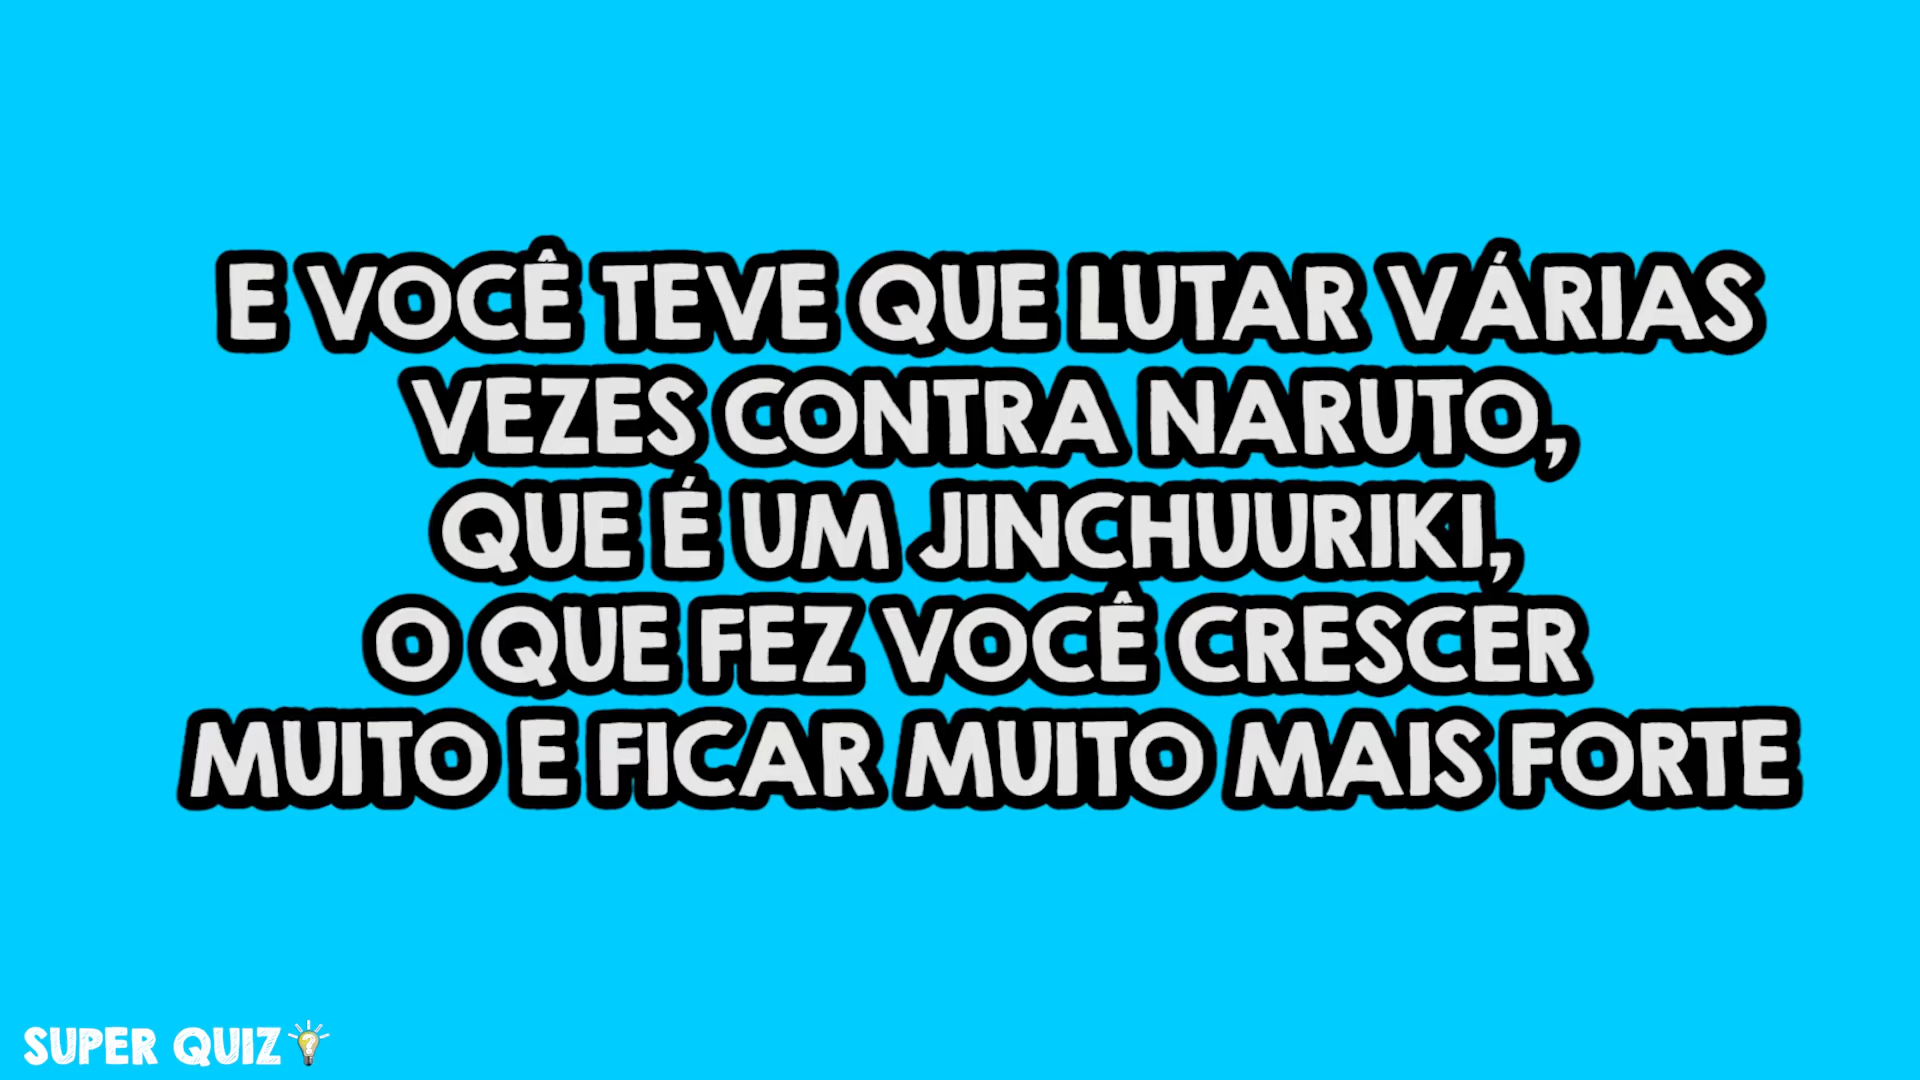 E VOCÊ TEVE QUE LUTAR VÁRIAS
VEZES CONTRA NARUTO,
QUE É UM JINCHUURIKI,
O QUE FEZ VOCÊ CRESCER
MUITO E FICAR MUITO MAIS FORTE
SUPER QUIZ